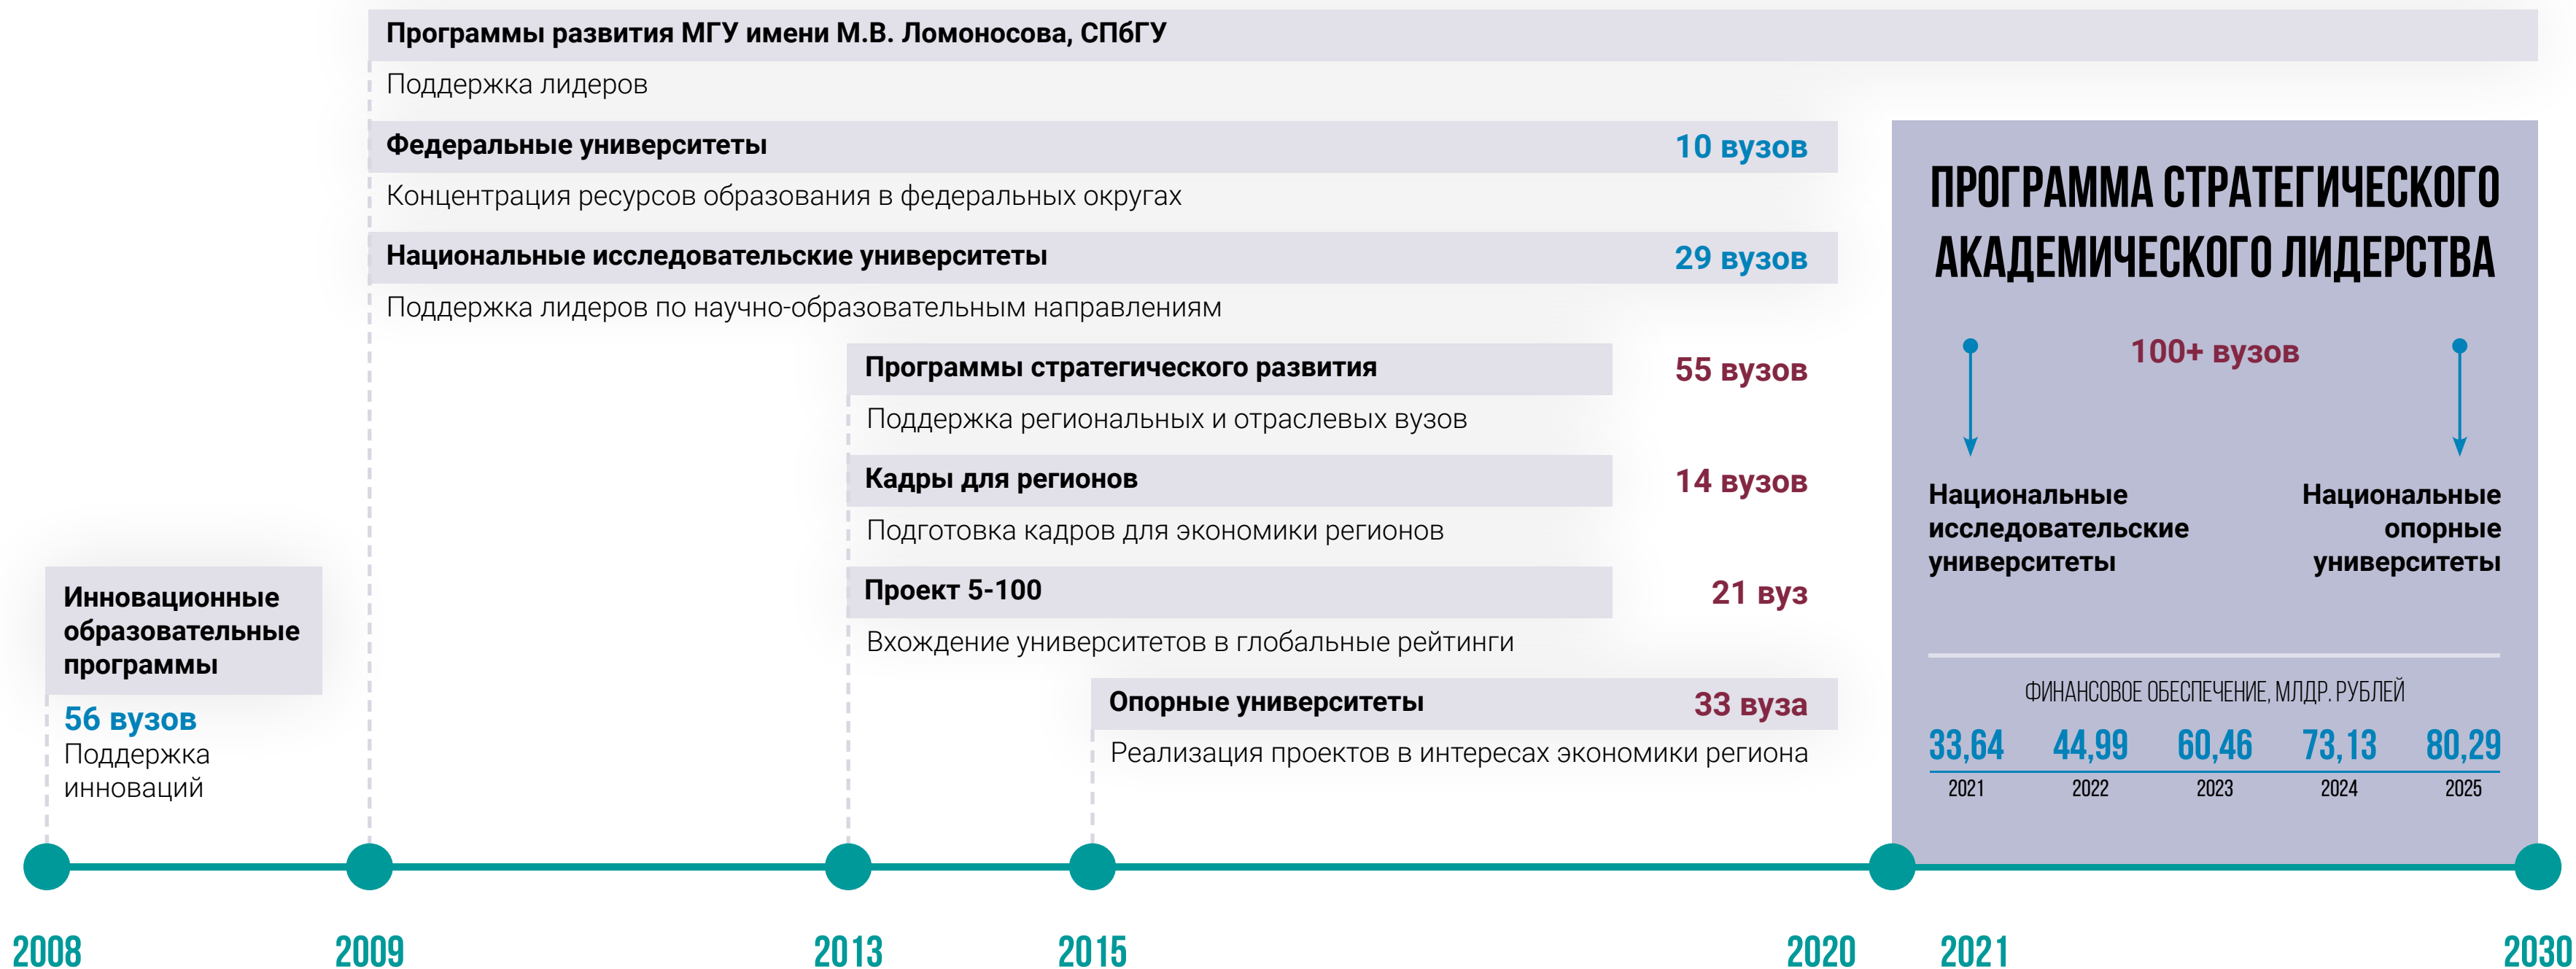 Программы развития МГУ имени М.В. Ломоносова, СПбГУ
Поддержка лидеров
Федеральные университеты
10 вузов
Концентрация ресурсов образования в федеральных округах
Национальные исследовательские университеты
29 вузов
Поддержка лидеров по научно-образовательным направлениям
Программы стратегического развития
55 вузов
Поддержка региональных и отраслевых вузов
Кадры для регионов
14 вузов
Подготовка кадров для экономики регионов
Проект 5-100
21 вуз
Вхождение университетов в глобальные рейтинги
Опорные университеты
33 вуза
Реализация проектов в интересах экономики региона
Инновационные
образовательные
программы
56 вузов
Поддержка
инноваций
ПРОГРАММА СТРАТЕГИЧЕСКОГО
АКАДЕМИЧЕСКОГО ЛИДЕРСТВА
100+ вузов
Национальные
исследовательские
университеты
Национальные
опорные
университеты
ФИНАНСОВОЕ ОБЕСПЕЧЕНИЕ, МЛДР. РУБЛЕЙ
33,64 44,99 60,46 73,13 80,29
2021 2022 2023 2024 2025
2008 2009 2013 2015 2020 2021 2030